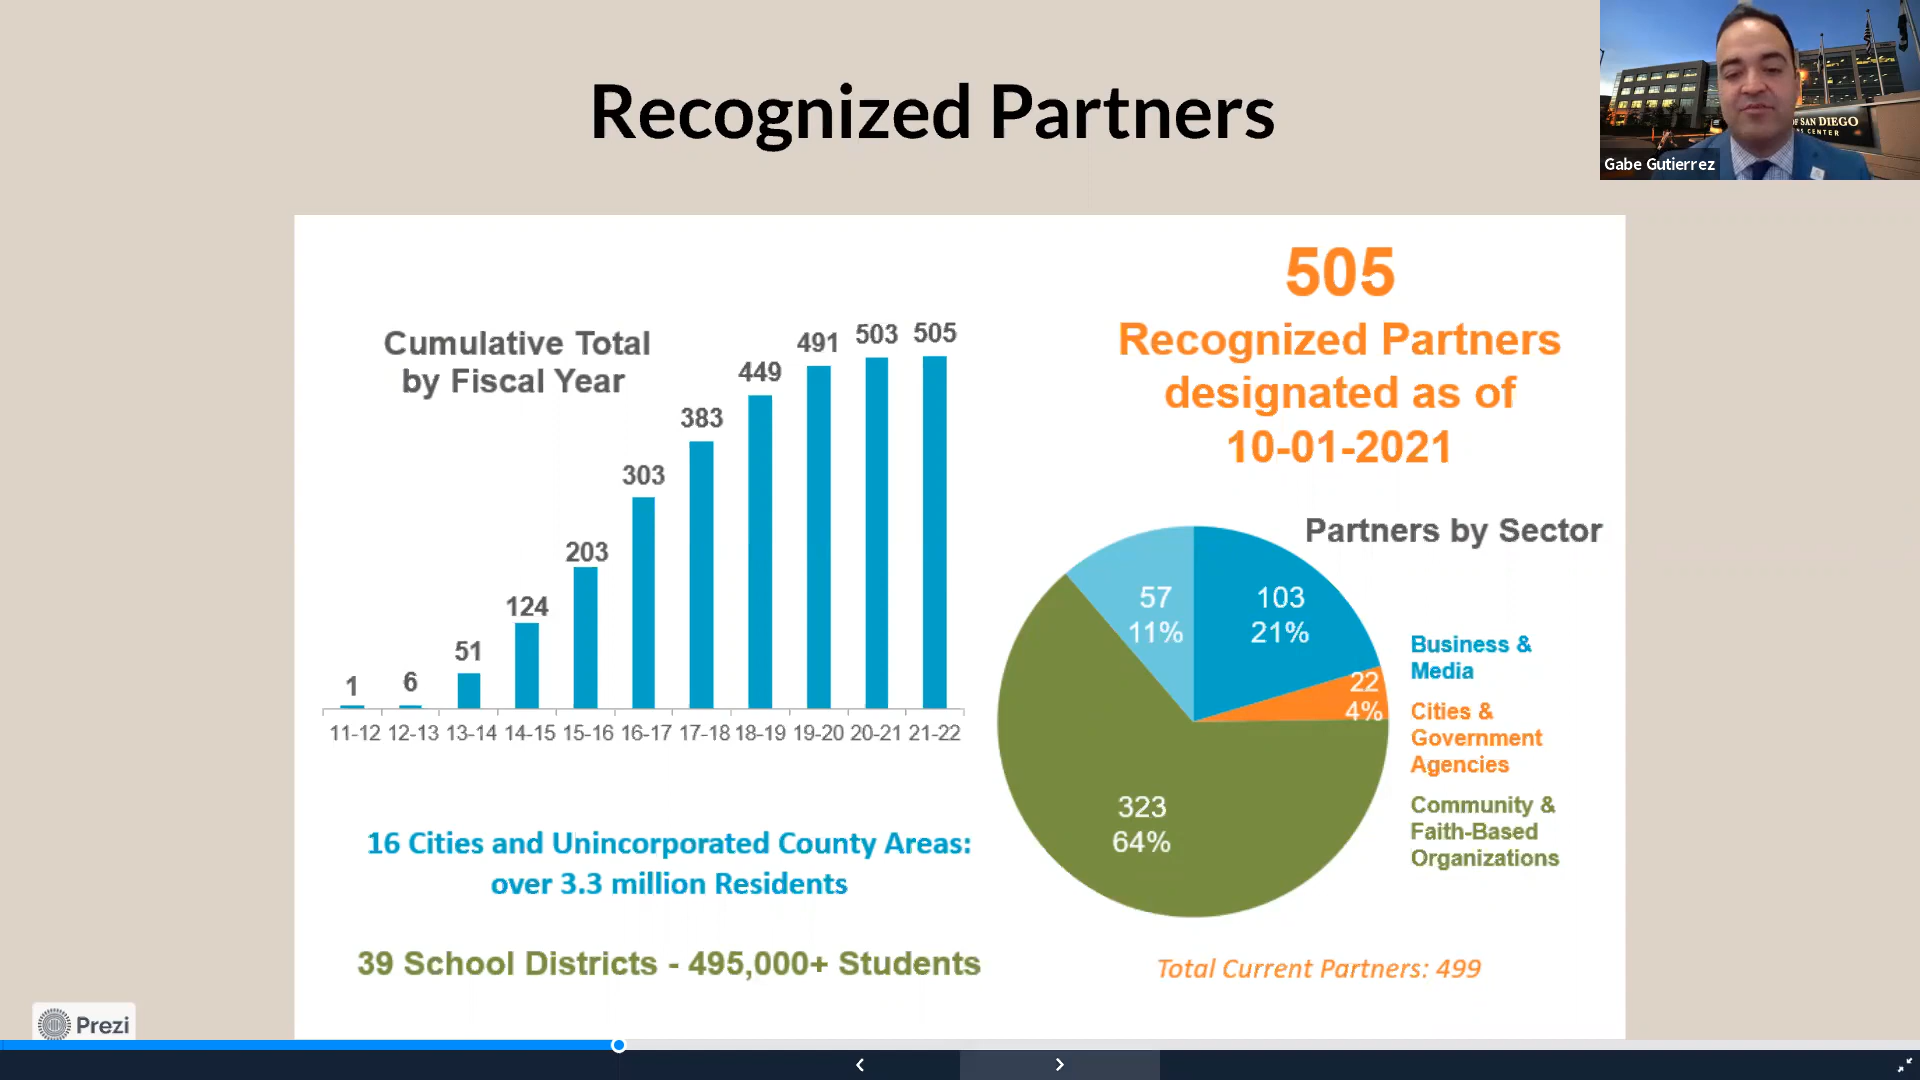 Recognized Partners
OF SAN DIEGO
Gabe Gutierrez
505
Recognized Partners
designated as of
10-01-2021
Cumulative Total
by Fiscal Year
1
6
51
124
203
303
383
449
491
503
505
11-12 12-13 13-14 14-15 15-16 16-17 17-18 18-19 19-20 20-21 21-22
Partners by Sector
57
11%
103
21%
22
4%
323
64%
Business &
Media
Cities &
Government
Agencies
Community &
Faith-Based
Organizations
16 Cities and Unincorporated County Areas:
over 3.3 million Residents
39 School Districts - 495,000+ Students
Total Current Partners: 499
Prezi